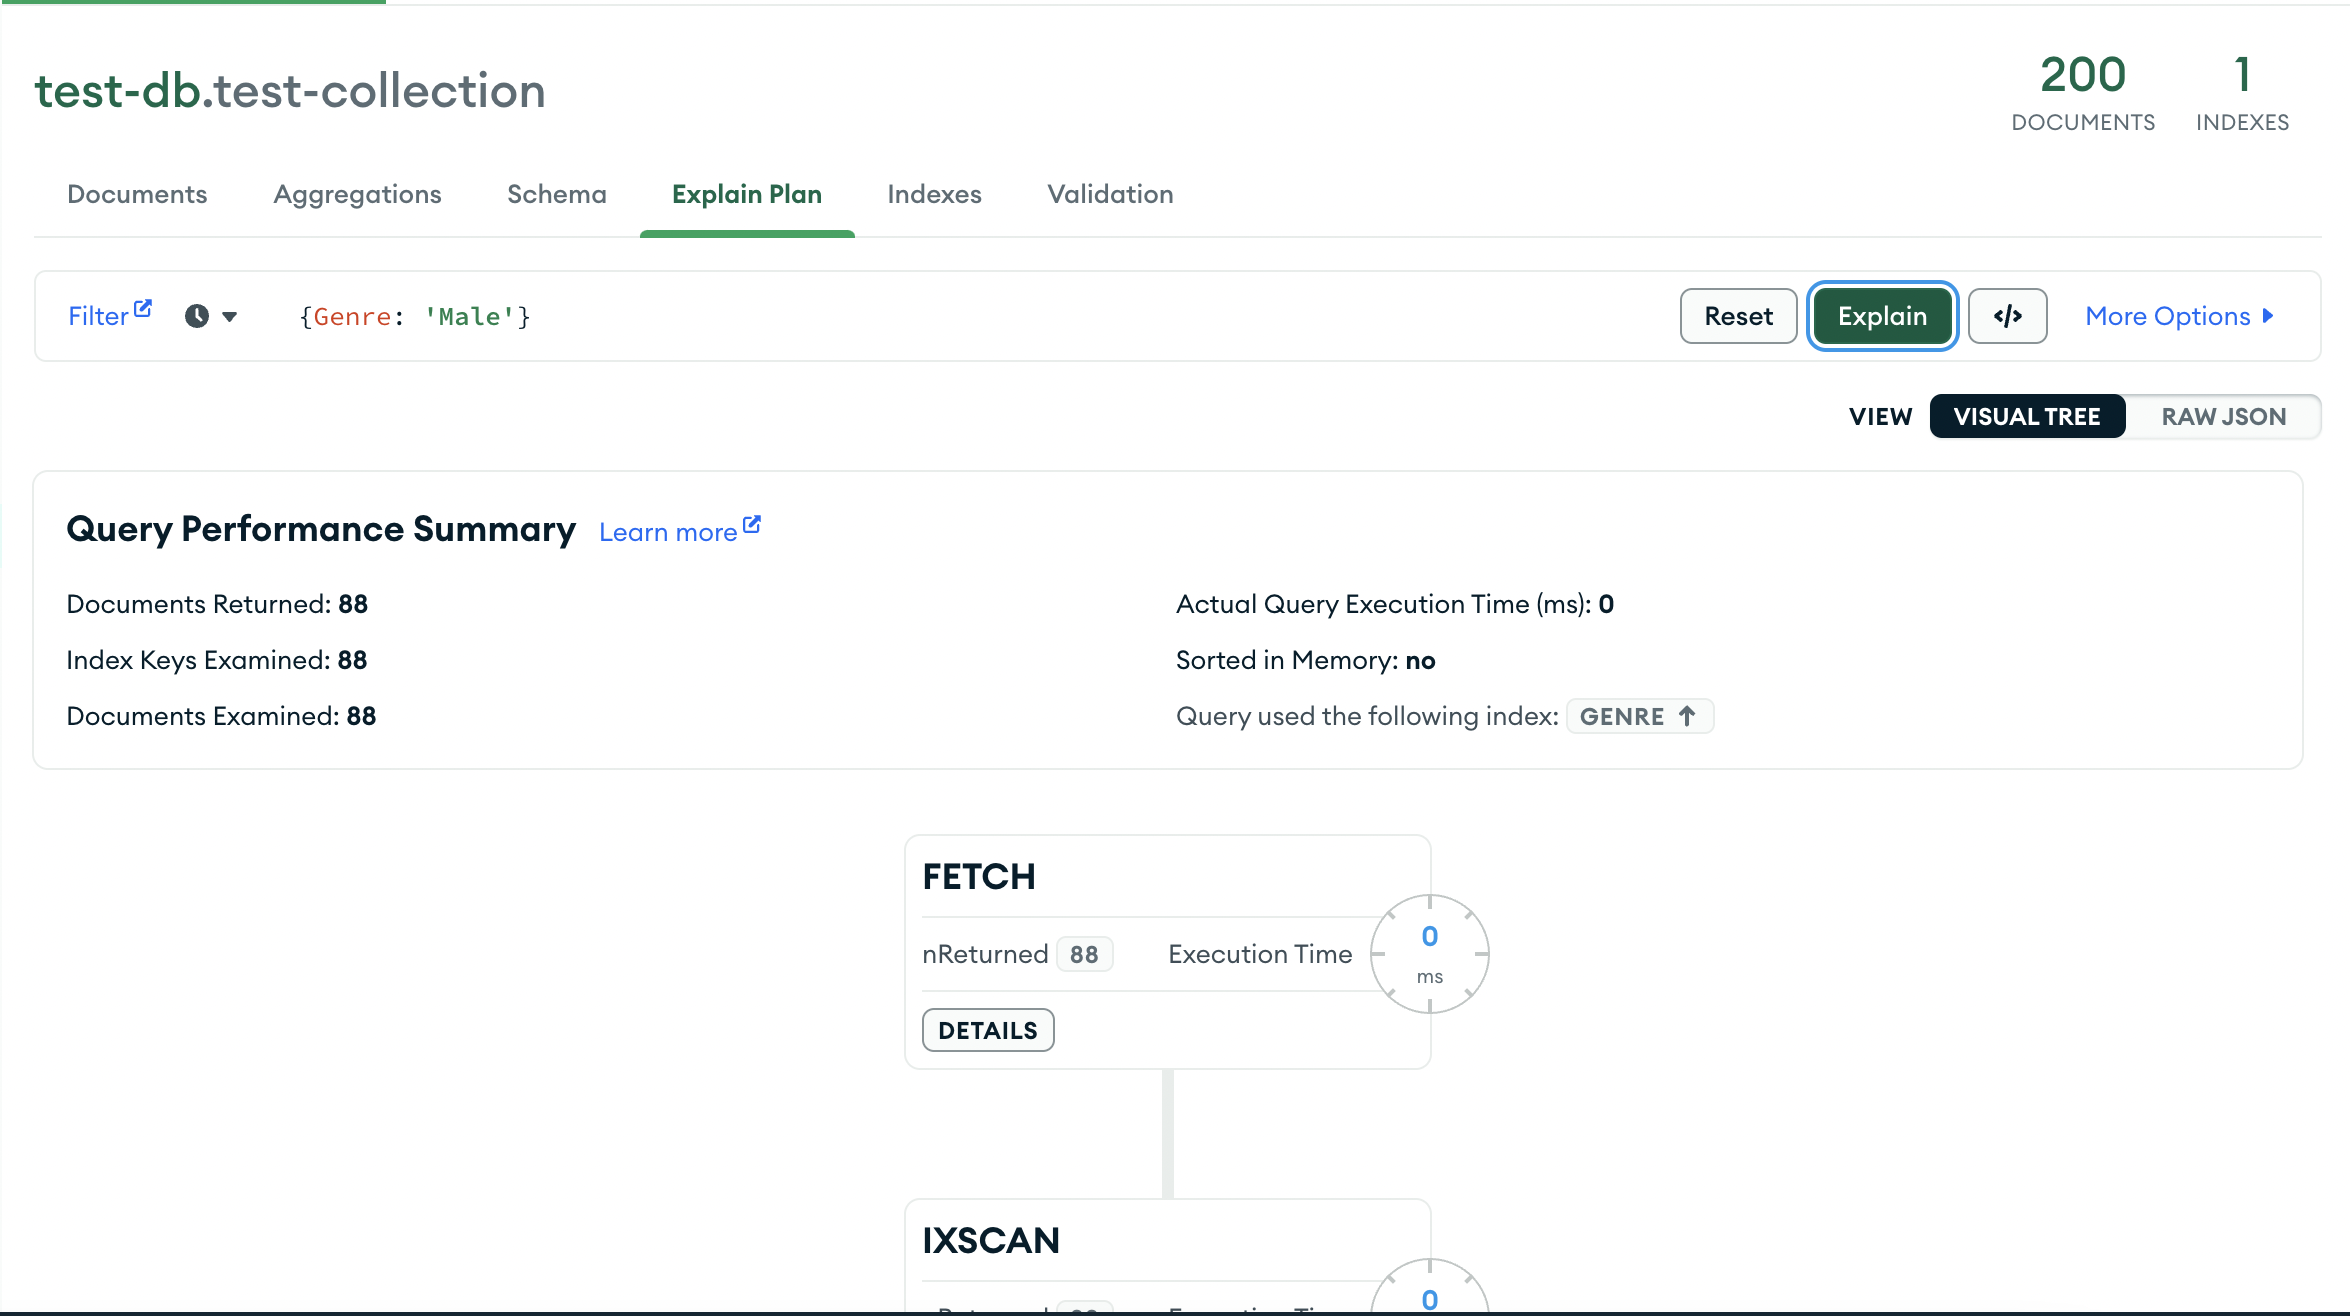 test-db.test-collection
200
DOCUMENTS
1
INDEXES
Documents Aggregations Schema Explain Plan Indexes Validation
Filter {Genre: 'Male'} Reset Explain </> More Options
VIEW VISUAL TREE RAW JSON
Query Performance Summary Learn more
Documents Returned: 88
Index Keys Examined: 88
Documents Examined: 88
Actual Query Execution Time (ms): 0
Sorted in Memory: no
Query used the following index: GENRE ↑
FETCH
nReturned 88 Execution Time 0 ms
DETAILS
IXSCAN
0